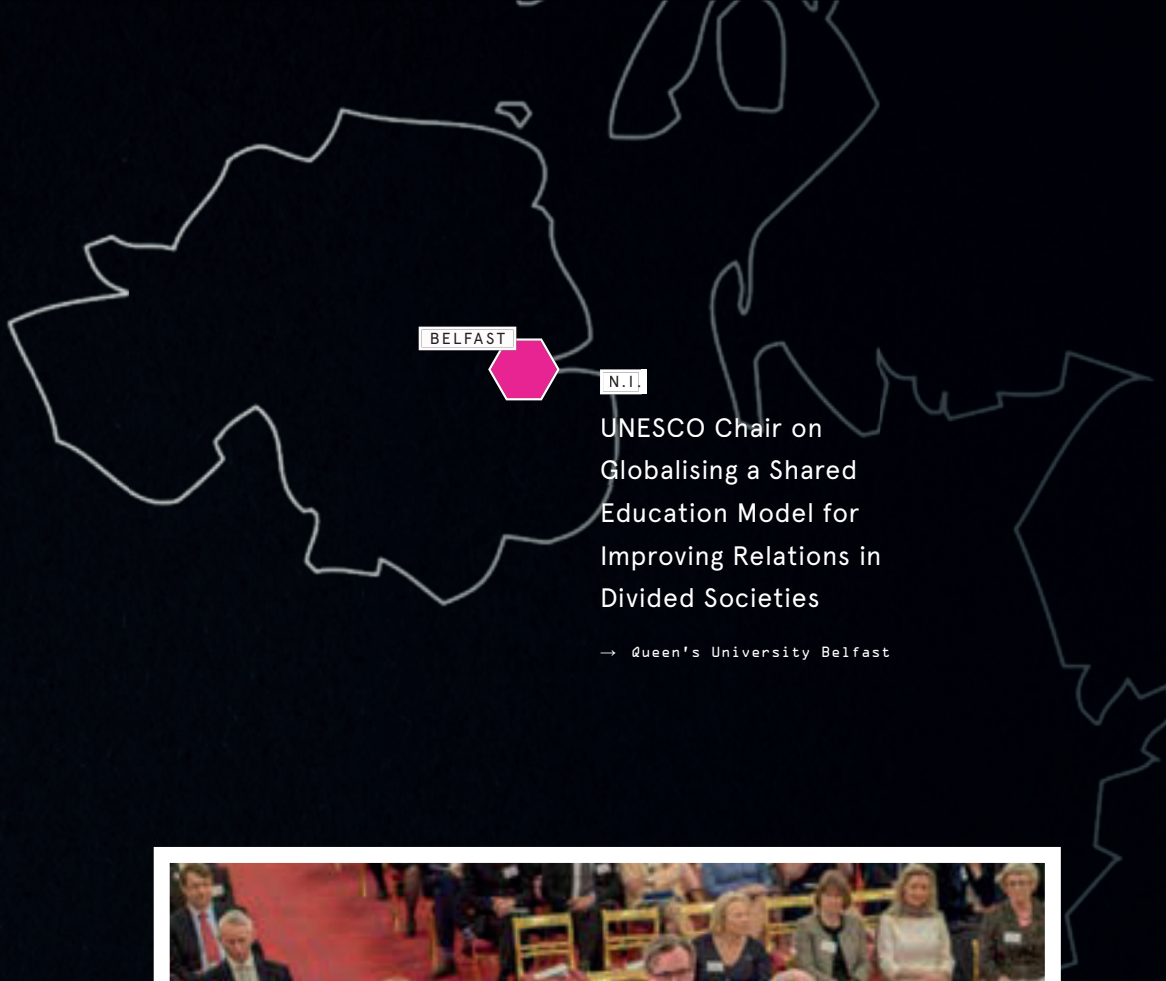 BELFAST
N.I.
UNESCO Chair on
Globalising a Shared
Education Model for
Improving Relations in
Divided Societies
→ Queen's University Belfast